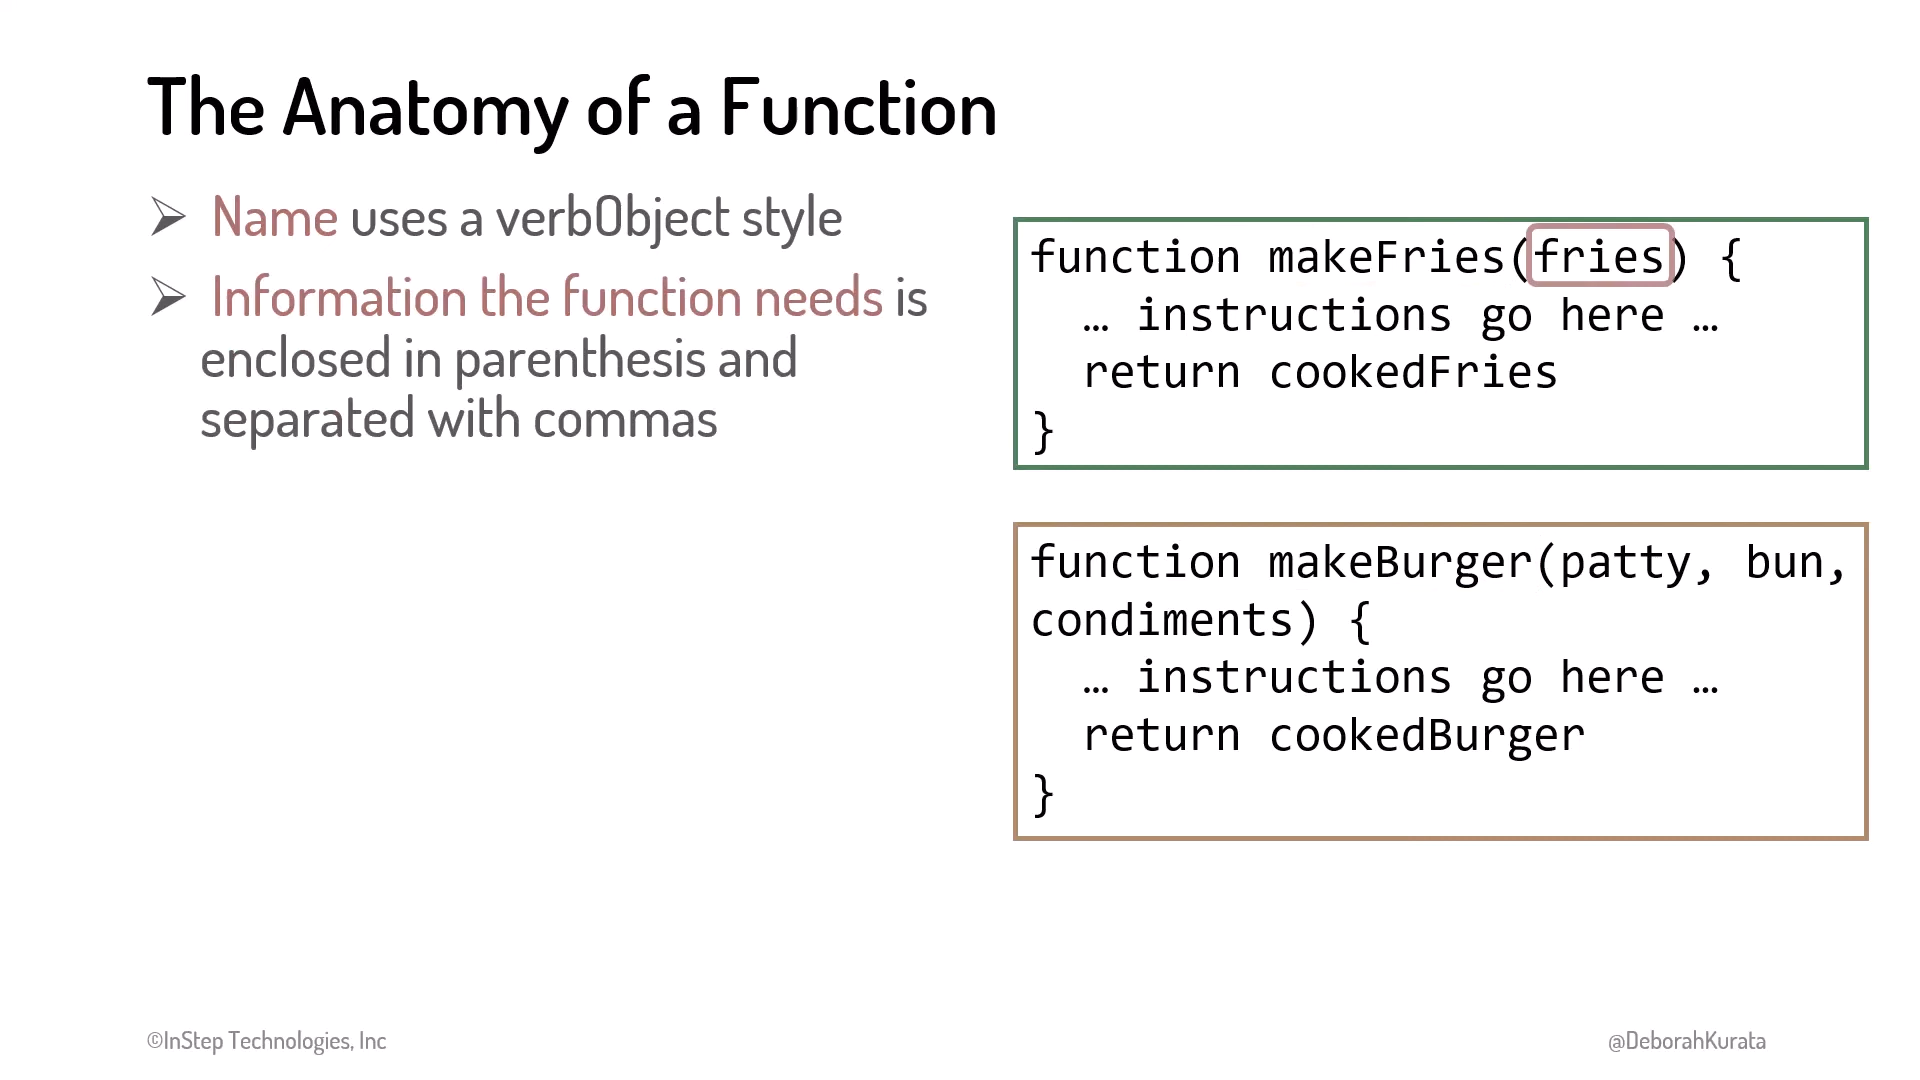 The Anatomy of a Function
➢ Name uses a verbObject style
➢ Information the function needs is
enclosed in parenthesis and
separated with commas
function makeFries(fries) {
  … instructions go here …
  return cookedFries
}
function makeBurger(patty, bun,
condiments) {
  … instructions go here …
  return cookedBurger
}
©InStep Technologies, Inc
@DeborahKurata